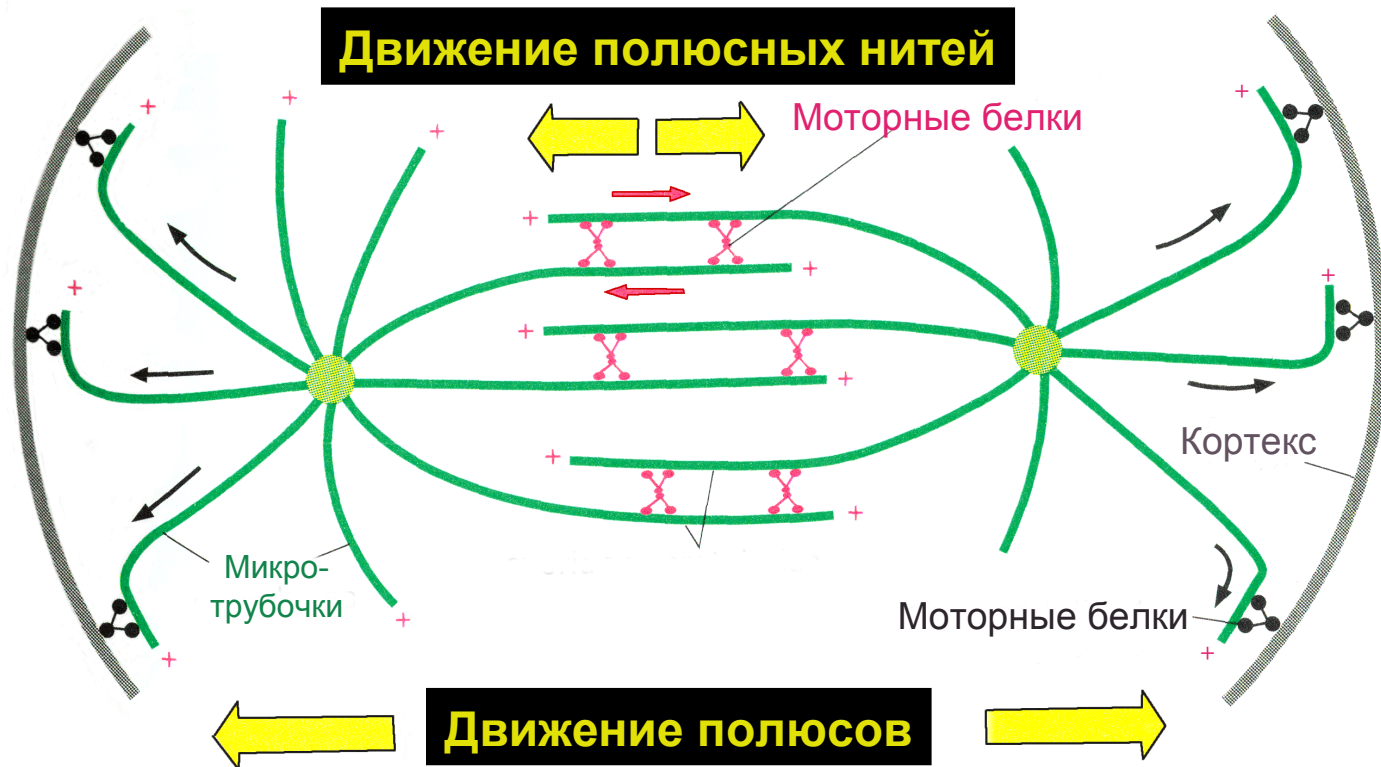 Движение полюсных нитей
Моторные белки
+
+
+
+
+
+
+
+
+
+
+
+
Кортекс
+
+
Микро-
трубочки
Моторные белки
+
+
+
Движение полюсов